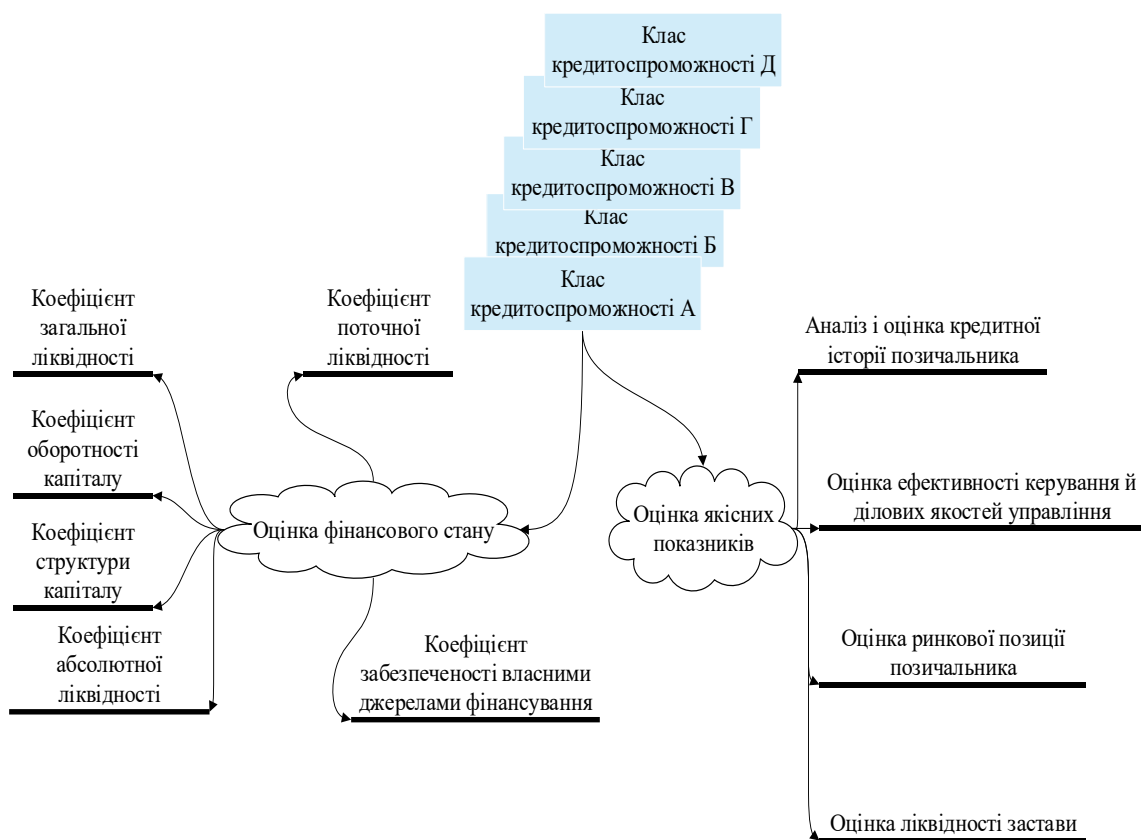 Клас
кредитоспроможності Д
Клас
кредитоспроможності Г
Клас
кредитоспроможності В
Клас
кредитоспроможності Б
Клас
кредитоспроможності А
Коефіцієнт
загальної
ліквідності
Коефіцієнт
поточної
ліквідності
Аналіз і оцінка кредитної
історії позичальника
Коефіцієнт
оборотності
капіталу
Оцінка фінансового стану
Оцінка якісних
показників
Оцінка ефективності керування й
ділових якостей управління
Коефіцієнт
структури
капіталу
Коефіцієнт
абсолютної
ліквідності
Коефіцієнт
забезпеченості власними
джерелами фінансування
Оцінка ринкової позиції
позичальника
Оцінка ліквідності застави